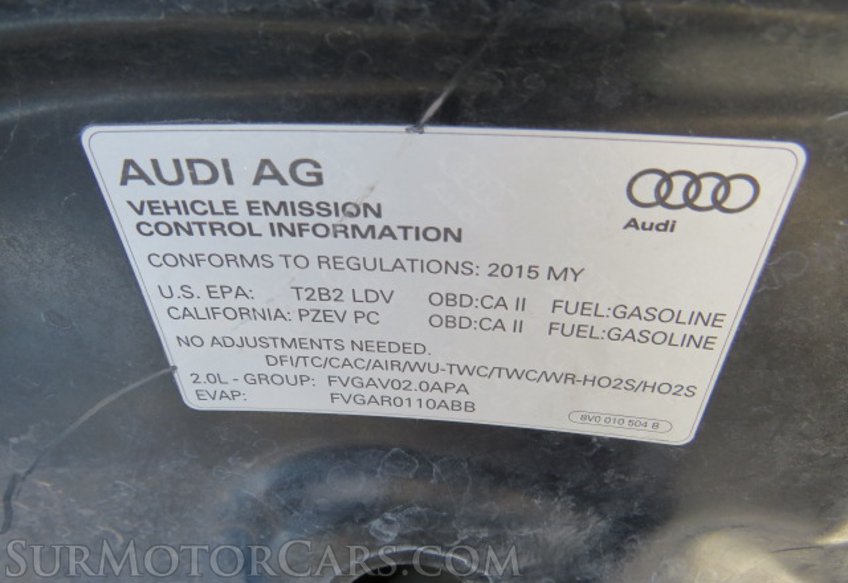 AUDI AG
Audi
VEHICLE EMISSION
CONTROL INFORMATION
CONFORMS TO REGULATIONS: 2015 MY
U.S. EPA: T2B2 LDV OBD:CA II FUEL:GASOLINE
CALIFORNIA: PZEV PC OBD:CA II FUEL:GASOLINE
NO ADJUSTMENTS NEEDED.
DFI/TC/CAC/AIR/WU-TWC/TWC/WR-HO2S/HO2S
2.0L - GROUP: FVGAV02.0APA
EVAP: FVGAR0110ABB
8V0 010 504 B
SURMOTORCARS.COM